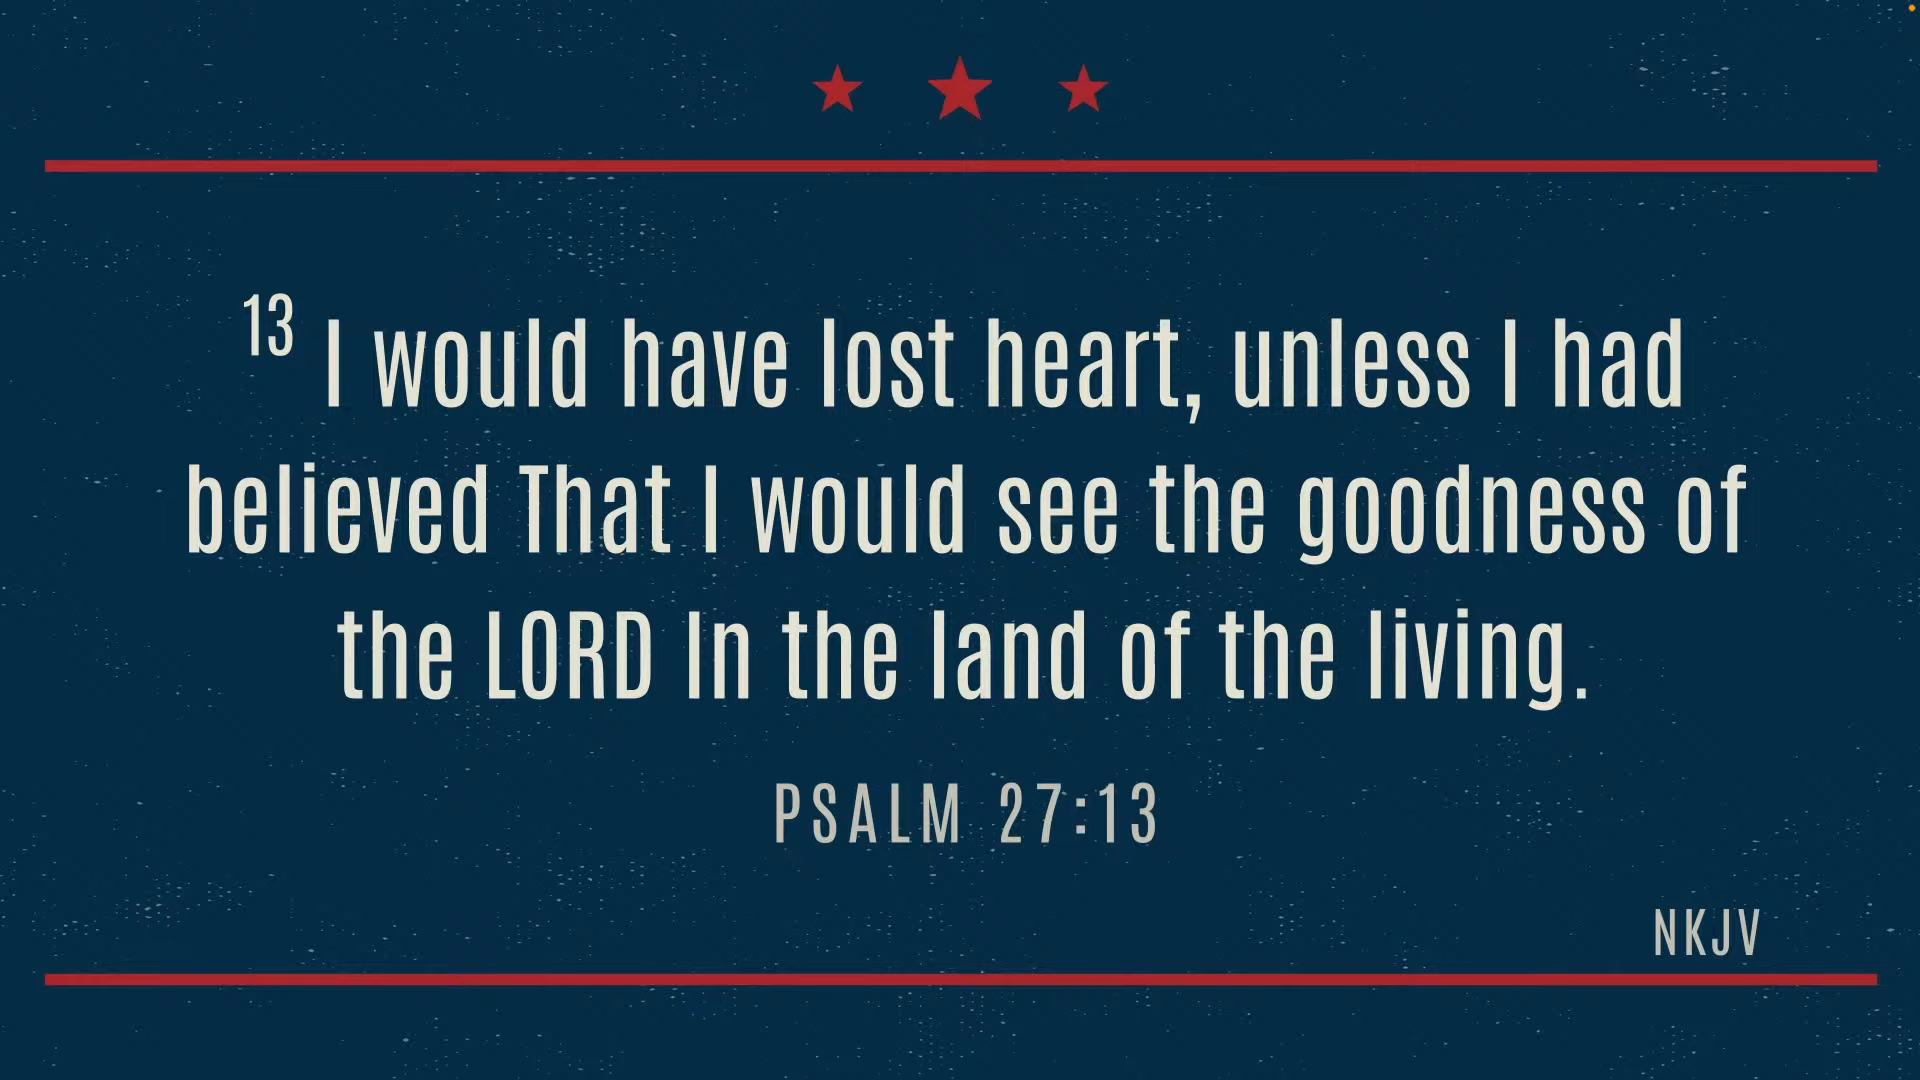 13 I would have lost heart, unless I had
believed That I would see the goodness of
the LORD In the land of the living.
PSALM 27:13
NKJV